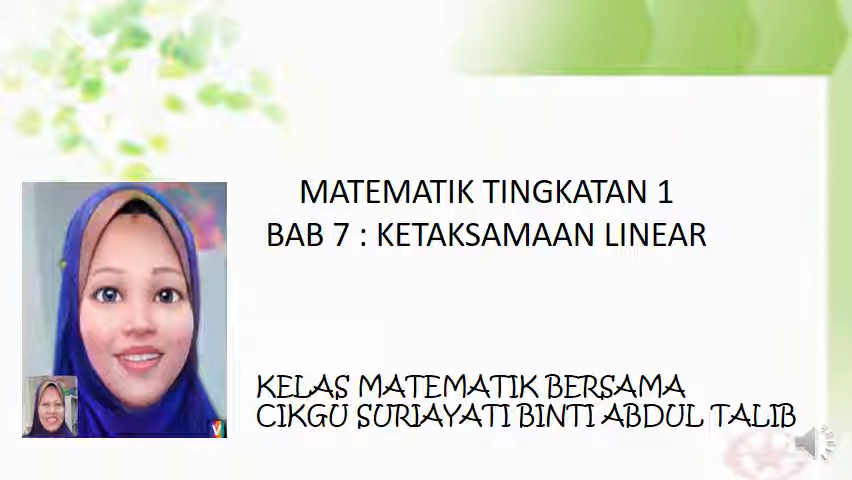 MATEMATIK TINGKATAN 1
BAB 7 : KETAKSAMAAN LINEAR
KELAS MATEMATIK BERSAMA
CIKGU SURIAYATI BINTI ABDUL TALIB
V